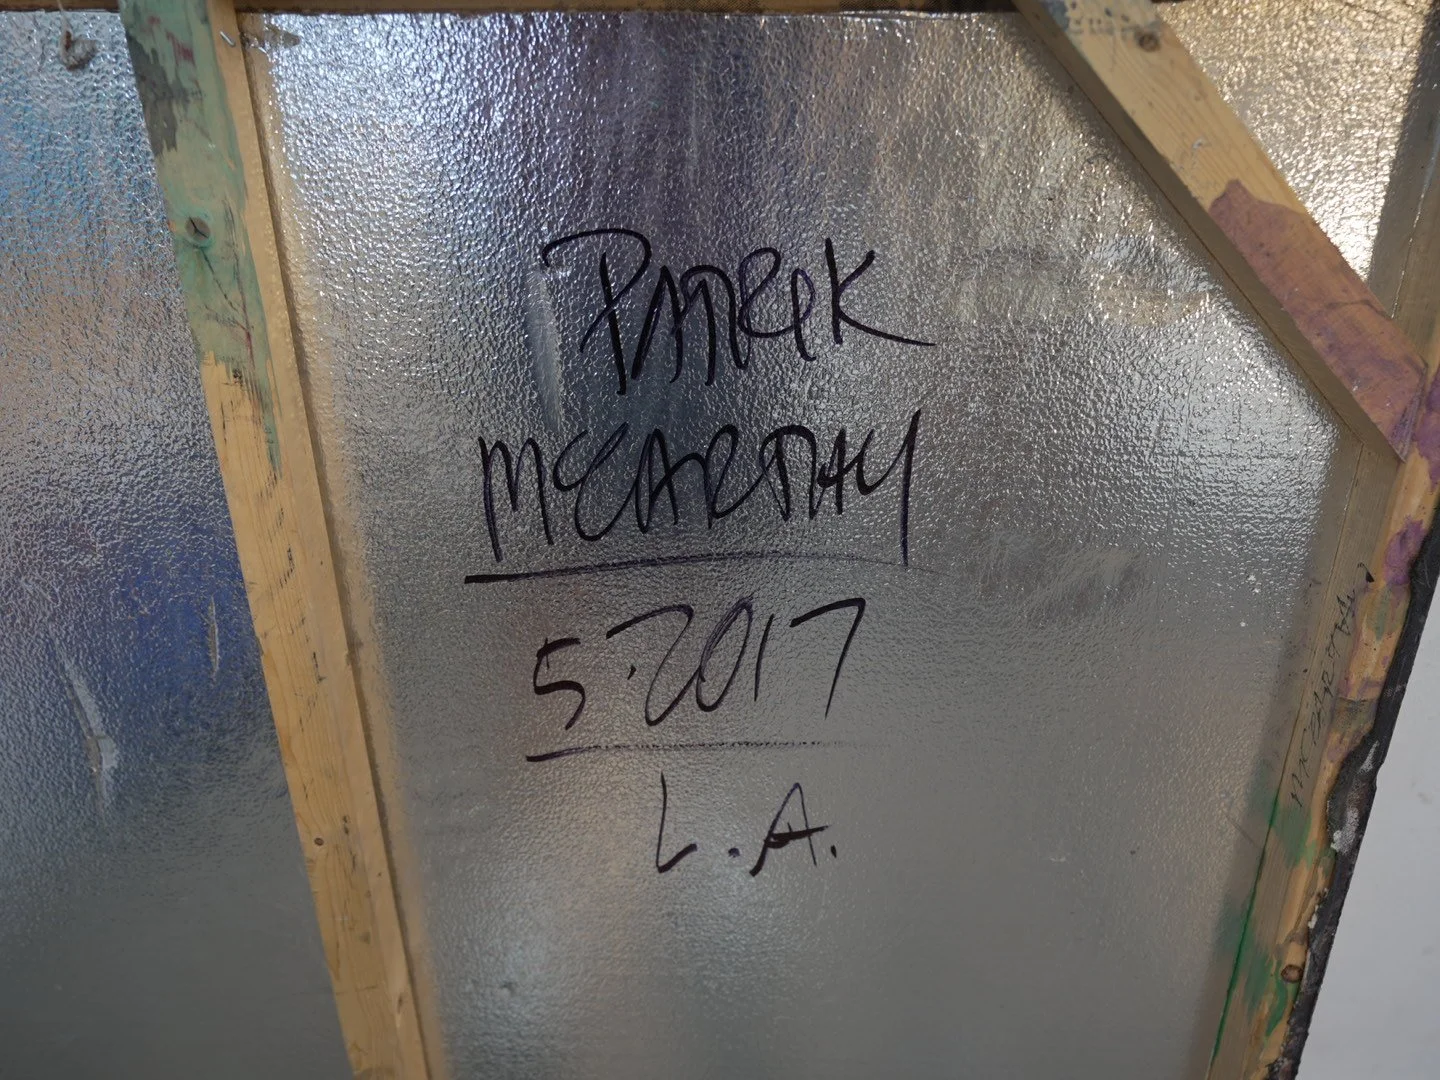 PATRICK
MCCARTHY
5·2017
L.A.